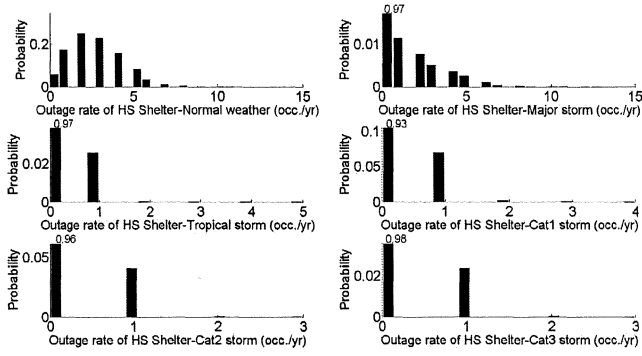 Probability
0.2
0
0 5 10 15
Outage rate of HS Shelter-Normal weather (occ./yr)
0.97
Probability
0.01
0
0 5 10 15
Outage rate of HS Shelter-Major storm (occ./yr)
0.97
Probability
0.02
0
0 1 2 3 4 5
Outage rate of HS Shelter-Tropical storm (occ./yr)
0.93
Probability
0.1
0.05
0
0 1 2 3 4
Outage rate of HS Shelter-Cat1 storm (occ./yr)
0.96
Probability
0.05
0
0 1 2 3
Outage rate of HS Shelter-Cat2 storm (occ./yr)
0.98
Probability
0.02
0
0 1 2 3
Outage rate of HS Shelter-Cat3 storm (occ./yr)